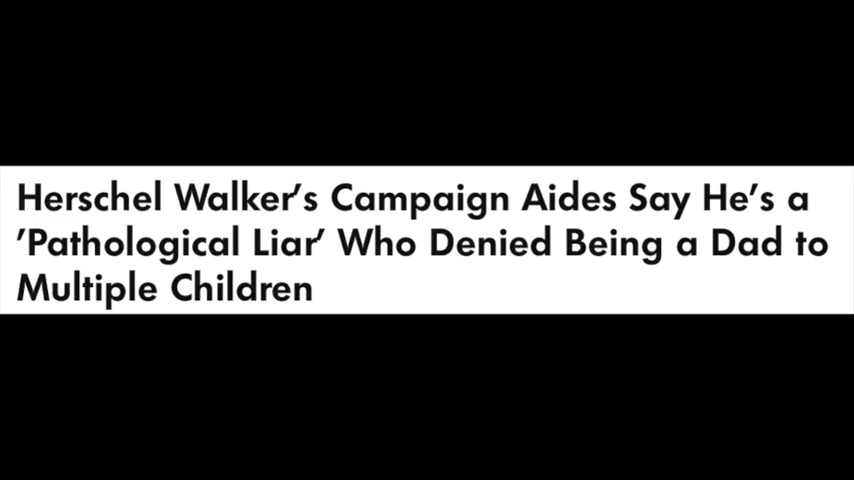 Herschel Walker's Campaign Aides Say He's a
'Pathological Liar' Who Denied Being a Dad to
Multiple Children